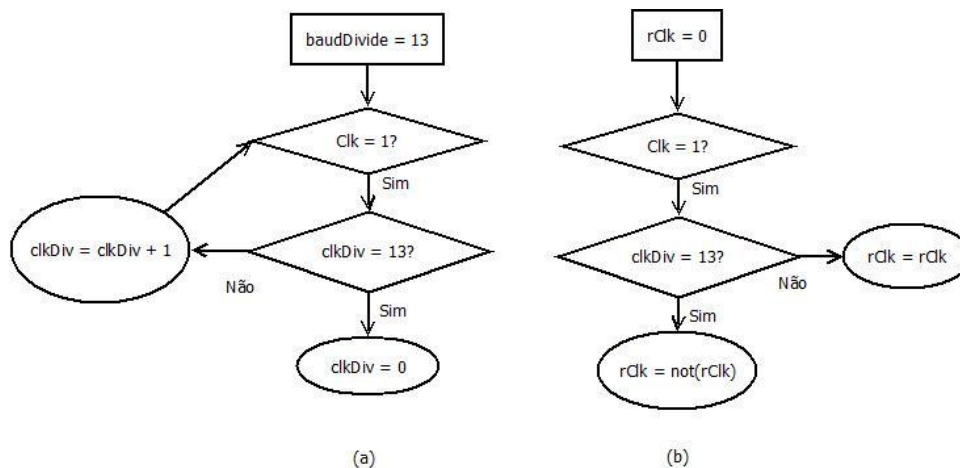 baudDivide = 13
Clk = 1?
Sim
clkDiv = clkDiv + 1
clkDiv = 13?
Não
Sim
clkDiv = 0
(a)
rClk = 0
Clk = 1?
Sim
clkDiv = 13?
Não
rClk = rClk
Sim
rClk = not(rClk)
(b)